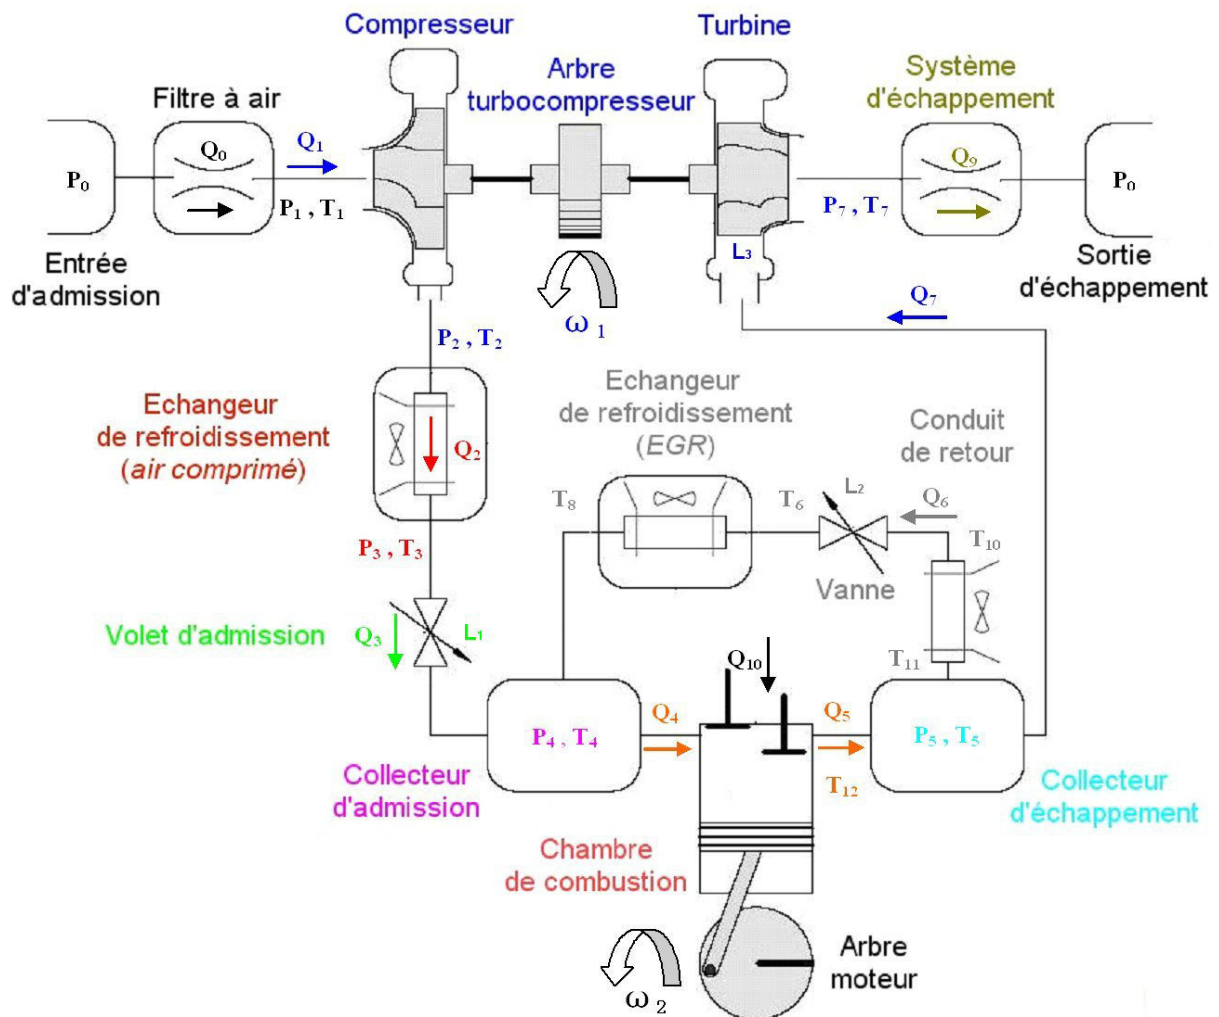 Compresseur
Turbine
Arbre
turbocompresseur
Système
d'échappement
Filtre à air
Q0
Q1
Q9
P0
P0
P1 , T1
P7 , T7
L3
Entrée
d'admission
Sortie
d'échappement
ω 1
Q7
P2 , T2
Echangeur
de refroidissement
(air comprimé)
Q2
Echangeur
de refroidissement
(EGR)
Conduit
de retour
T8
T6
L2
Q6
T10
P3 , T3
Vanne
Volet d'admission
Q3
L1
Q10
T11
Q4
Q5
P4 , T4
P5 , T5
T12
Collecteur
d'admission
Collecteur
d'échappement
Chambre
de combustion
Arbre
moteur
ω 2